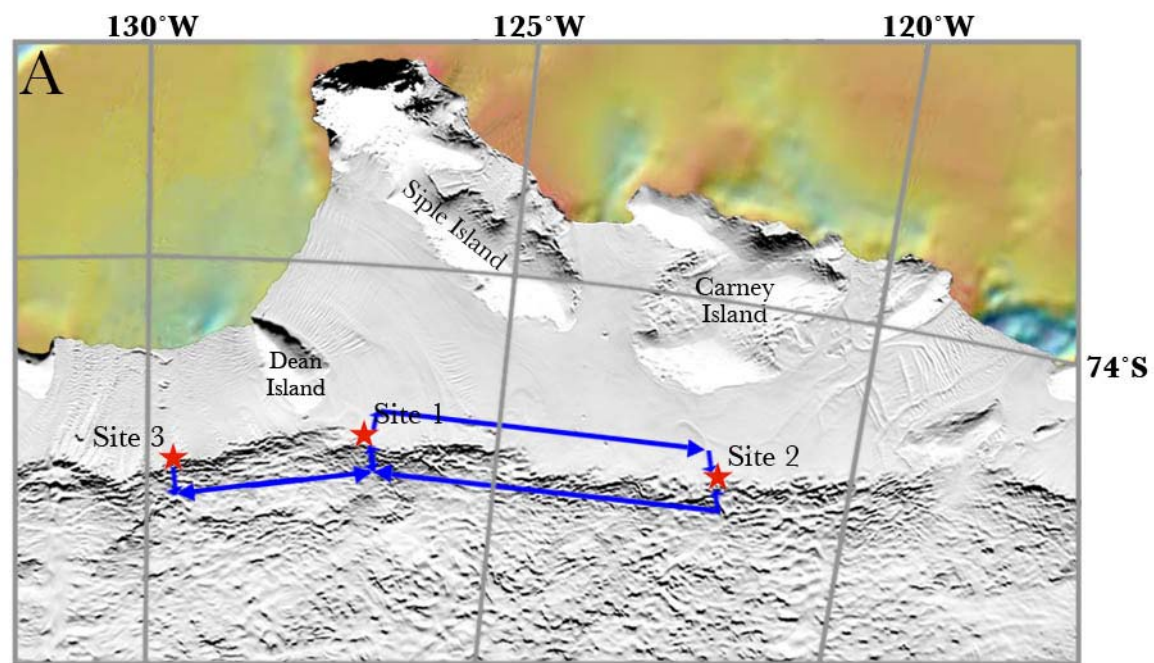 130°W 125°W 120°W
A
Siple Island
Carney
Island
Dean
Island
74°S
Site 1
Site 3
Site 2